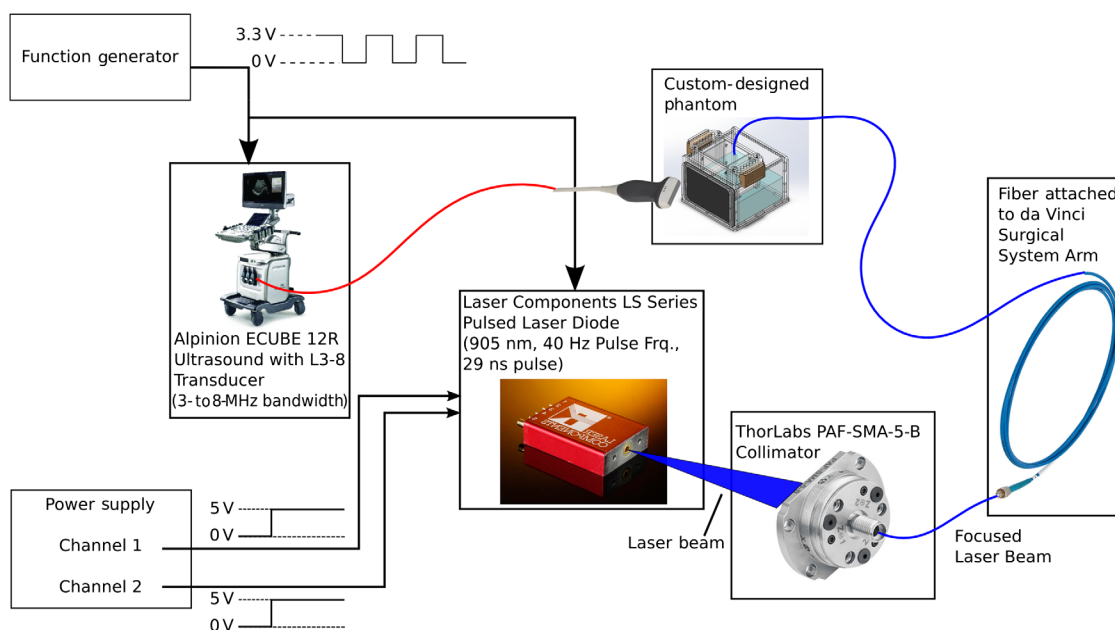 Function generator
3.3 V
0 V
Custom-designed
phantom
Fiber attached
to da Vinci
Surgical
System Arm
Alpinion ECUBE 12R
Ultrasound with L3-8
Transducer
(3- to 8-MHz bandwidth)
Laser Components LS Series
Pulsed Laser Diode
(905 nm, 40 Hz Pulse Frq.,
29 ns pulse)
LASER
COMPONENTS
ThorLabs PAF-SMA-5-B
Collimator
Laser beam
Focused
Laser Beam
Power supply
Channel 1
Channel 2
5 V
0 V
5 V
0 V